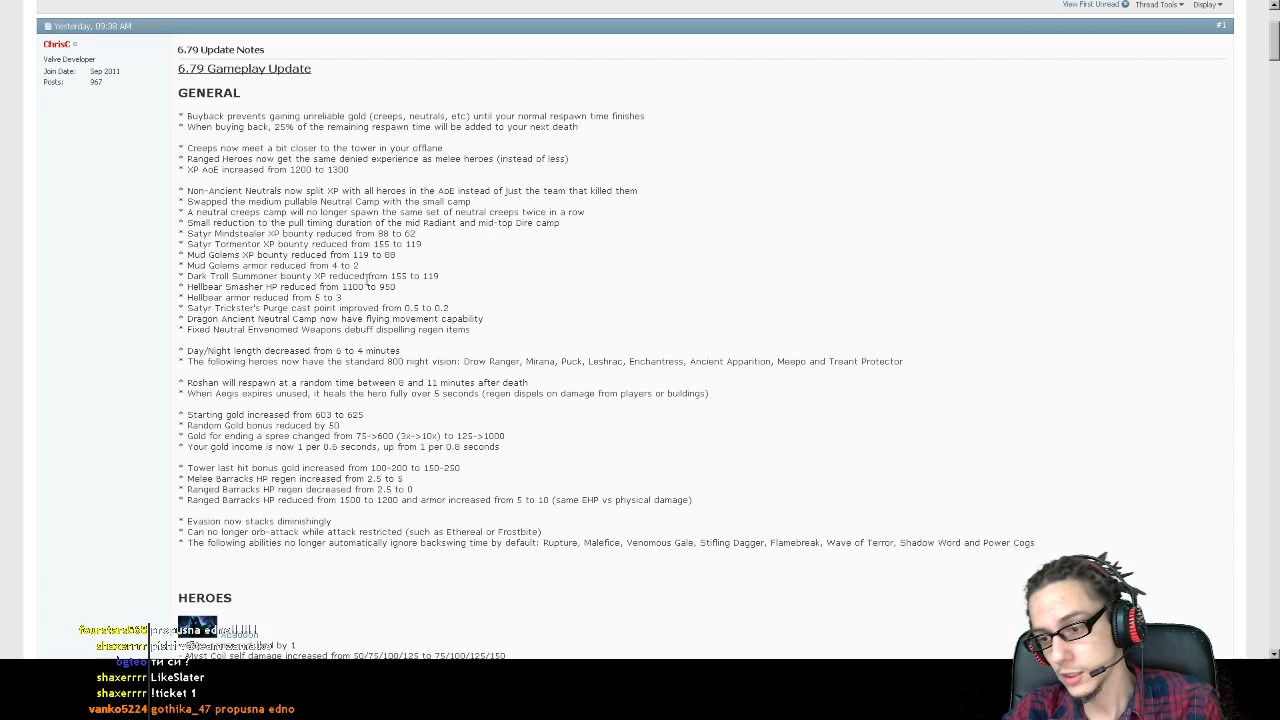 View First Unread Thread Tools Display
Yesterday, 09:38 AM #1
ChrisC
Valve Developer
Join Date: Sep 2011
Posts: 967
6.79 Update Notes
6.79 Gameplay Update
GENERAL
* Buyback prevents gaining unreliable gold (creeps, neutrals, etc) until your normal respawn time finishes
* When buying back, 25% of the remaining respawn time will be added to your next death
* Creeps now meet a bit closer to the tower in your offlane
* Ranged Heroes now get the same denied experience as melee heroes (instead of less)
* XP AoE increased from 1200 to 1300
* Non-Ancient Neutrals now split XP with all heroes in the AoE instead of just the team that killed them
* Swapped the medium pullable Neutral Camp with the small camp
* A neutral creeps camp will no longer spawn the same set of neutral creeps twice in a row
* Small reduction to the pull timing duration of the mid Radiant and mid-top Dire camp
* Satyr Mindstealer XP bounty reduced from 88 to 62
* Satyr Tormentor XP bounty reduced from 155 to 119
* Mud Golems XP bounty reduced from 119 to 88
* Mud Golems armor reduced from 4 to 2
* Dark Troll Summoner bounty XP reduced from 155 to 119
* Hellbear Smasher HP reduced from 1100 to 950
* Hellbear armor reduced from 5 to 3
* Satyr Trickster's Purge cast point improved from 0.5 to 0.2
* Dragon Ancient Neutral Camp now have flying movement capability
* Fixed Neutral Envenomed Weapons debuff dispelling regen items
* Day/Night length decreased from 6 to 4 minutes
* The following heroes now have the standard 800 night vision: Drow Ranger, Mirana, Puck, Leshrac, Enchantress, Ancient Apparition, Meepo and Treant Protector
* Roshan will respawn at a random time between 8 and 11 minutes after death
* When Aegis expires unused, it heals the hero fully over 5 seconds (regen dispels on damage from players or buildings)
* Starting gold increased from 603 to 625
* Random Gold bonus reduced by 50
* Gold for ending a spree changed from 75->600 (3x->10x) to 125->1000
* Your gold income is now 1 per 0.6 seconds, up from 1 per 0.8 seconds
* Tower last hit bonus gold increased from 100-200 to 150-250
* Melee Barracks HP regen increased from 2.5 to 5
* Ranged Barracks HP regen decreased from 2.5 to 0
* Ranged Barracks HP reduced from 1500 to 1200 and armor increased from 5 to 10 (same EHP vs physical damage)
* Evasion now stacks diminishingly
* Can no longer orb-attack while attack restricted (such as Ethereal or Frostbite)
* The following abilities no longer automatically ignore backswing time by default: Rupture, Malefice, Venomous Gale, Stifling Dagger, Flamebreak, Wave of Terror, Shadow Word and Power Cogs
HEROES
Abaddon
by 1
- Myst Coil self damage increased from 50/75/100/125 to 75/100/125/150
propusna edno
shaxerrrr
bgteo ти си ?
shaxerrrr LikeSlater
shaxerrrr !ticket 1
vanko5224 gothika_47 propusna edno